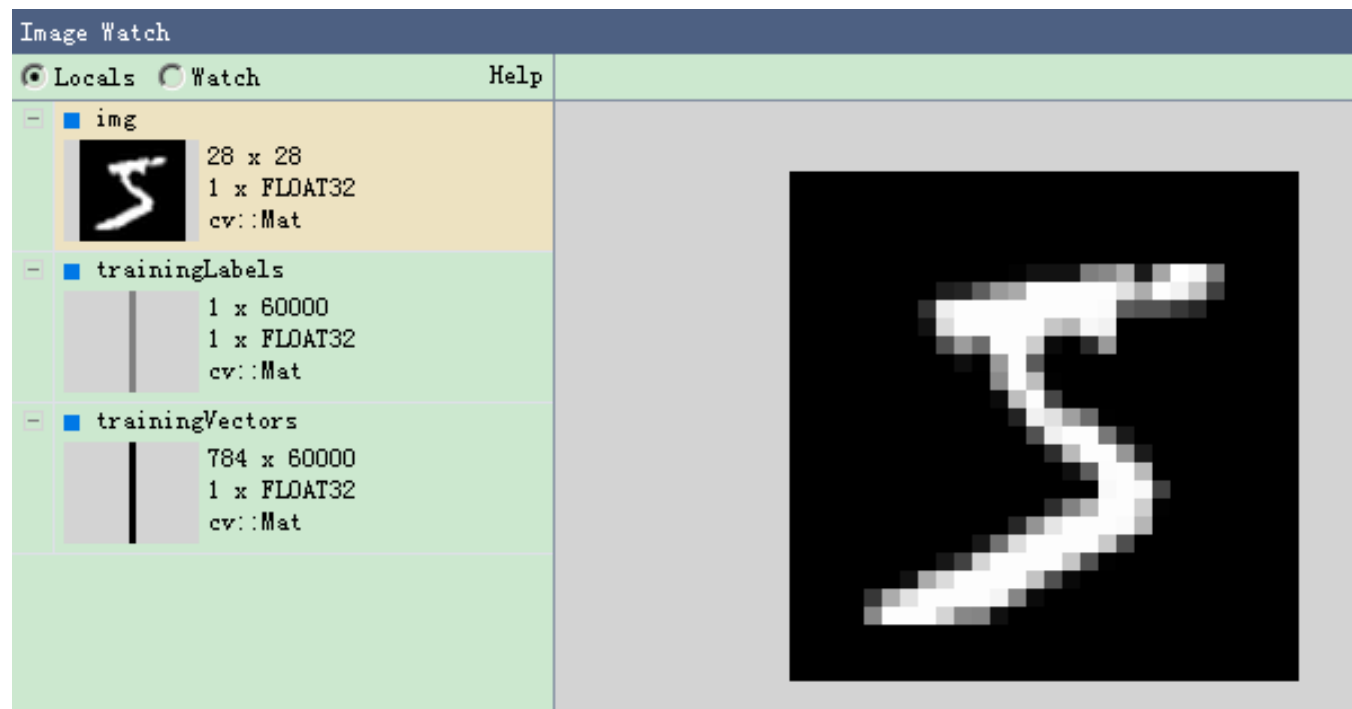 Image Watch
Locals Watch Help
img
28 x 28
1 x FLOAT32
cv::Mat
trainingLabels
1 x 60000
1 x FLOAT32
cv::Mat
trainingVectors
784 x 60000
1 x FLOAT32
cv::Mat
5